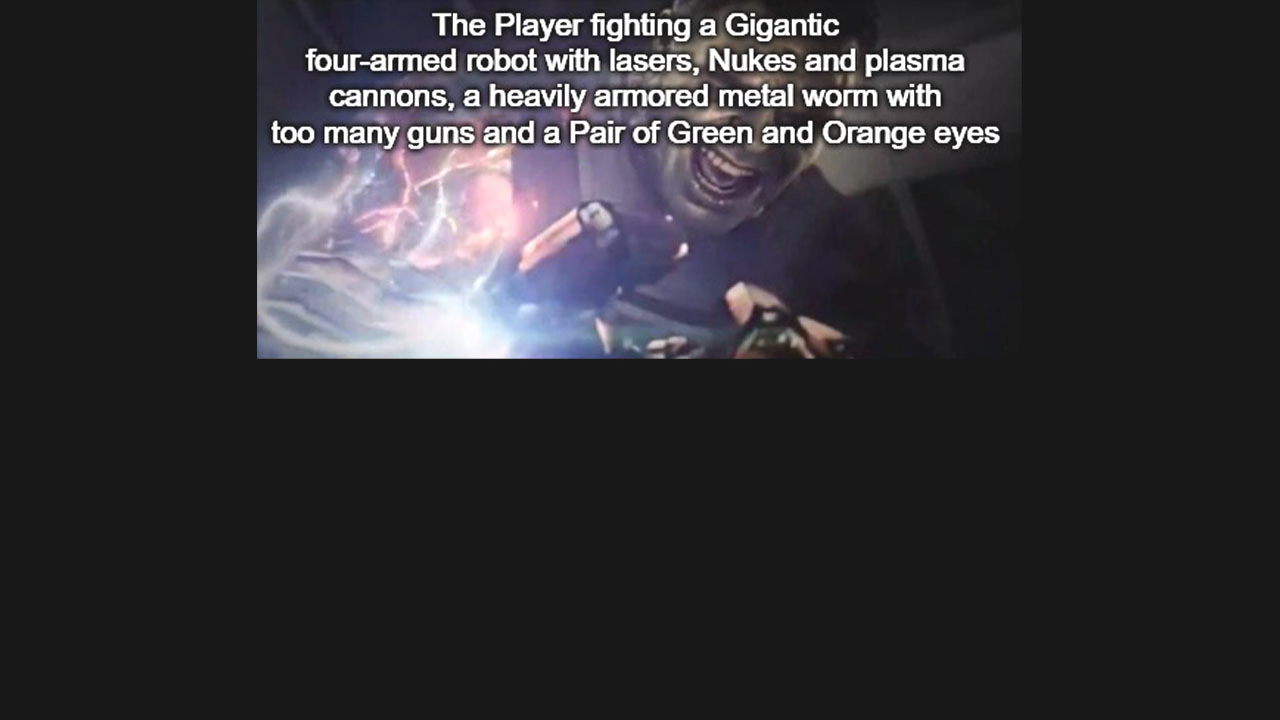 The Player fighting a Gigantic
four-armed robot with lasers, Nukes and plasma
cannons, a heavily armored metal worm with
too many guns and a Pair of Green and Orange eyes